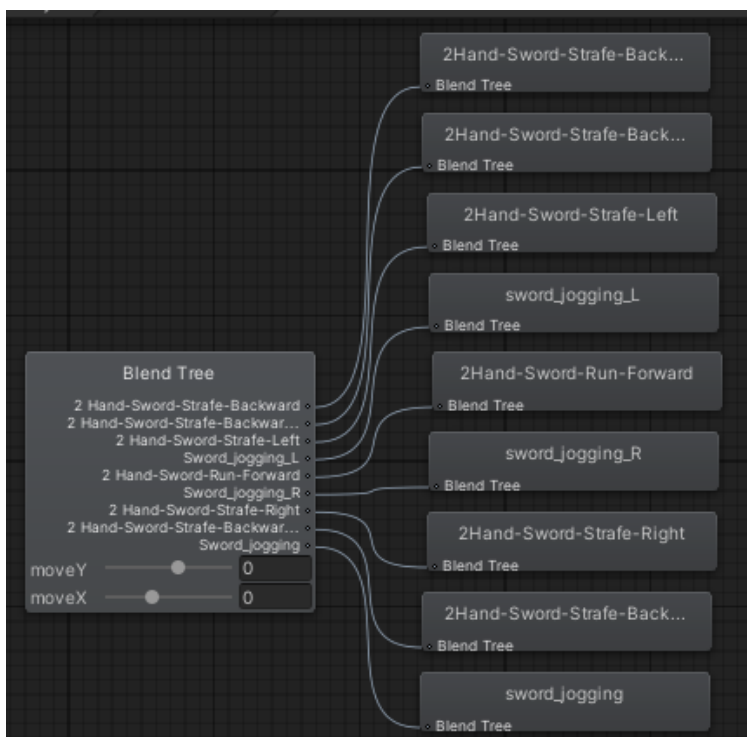 2Hand-Sword-Strafe-Back...
Blend Tree
2Hand-Sword-Strafe-Back...
Blend Tree
2Hand-Sword-Strafe-Left
Blend Tree
sword_jogging_L
Blend Tree
2Hand-Sword-Run-Forward
Blend Tree
sword_jogging_R
Blend Tree
2Hand-Sword-Strafe-Right
Blend Tree
2Hand-Sword-Strafe-Back...
Blend Tree
sword_jogging
Blend Tree
Blend Tree
2 Hand-Sword-Strafe-Backward
2 Hand-Sword-Strafe-Backwar...
2 Hand-Sword-Strafe-Left
Sword_jogging_L
2 Hand-Sword-Run-Forward
Sword_jogging_R
2 Hand-Sword-Strafe-Right
2 Hand-Sword-Strafe-Backwar...
Sword_jogging
moveY 0
moveX 0